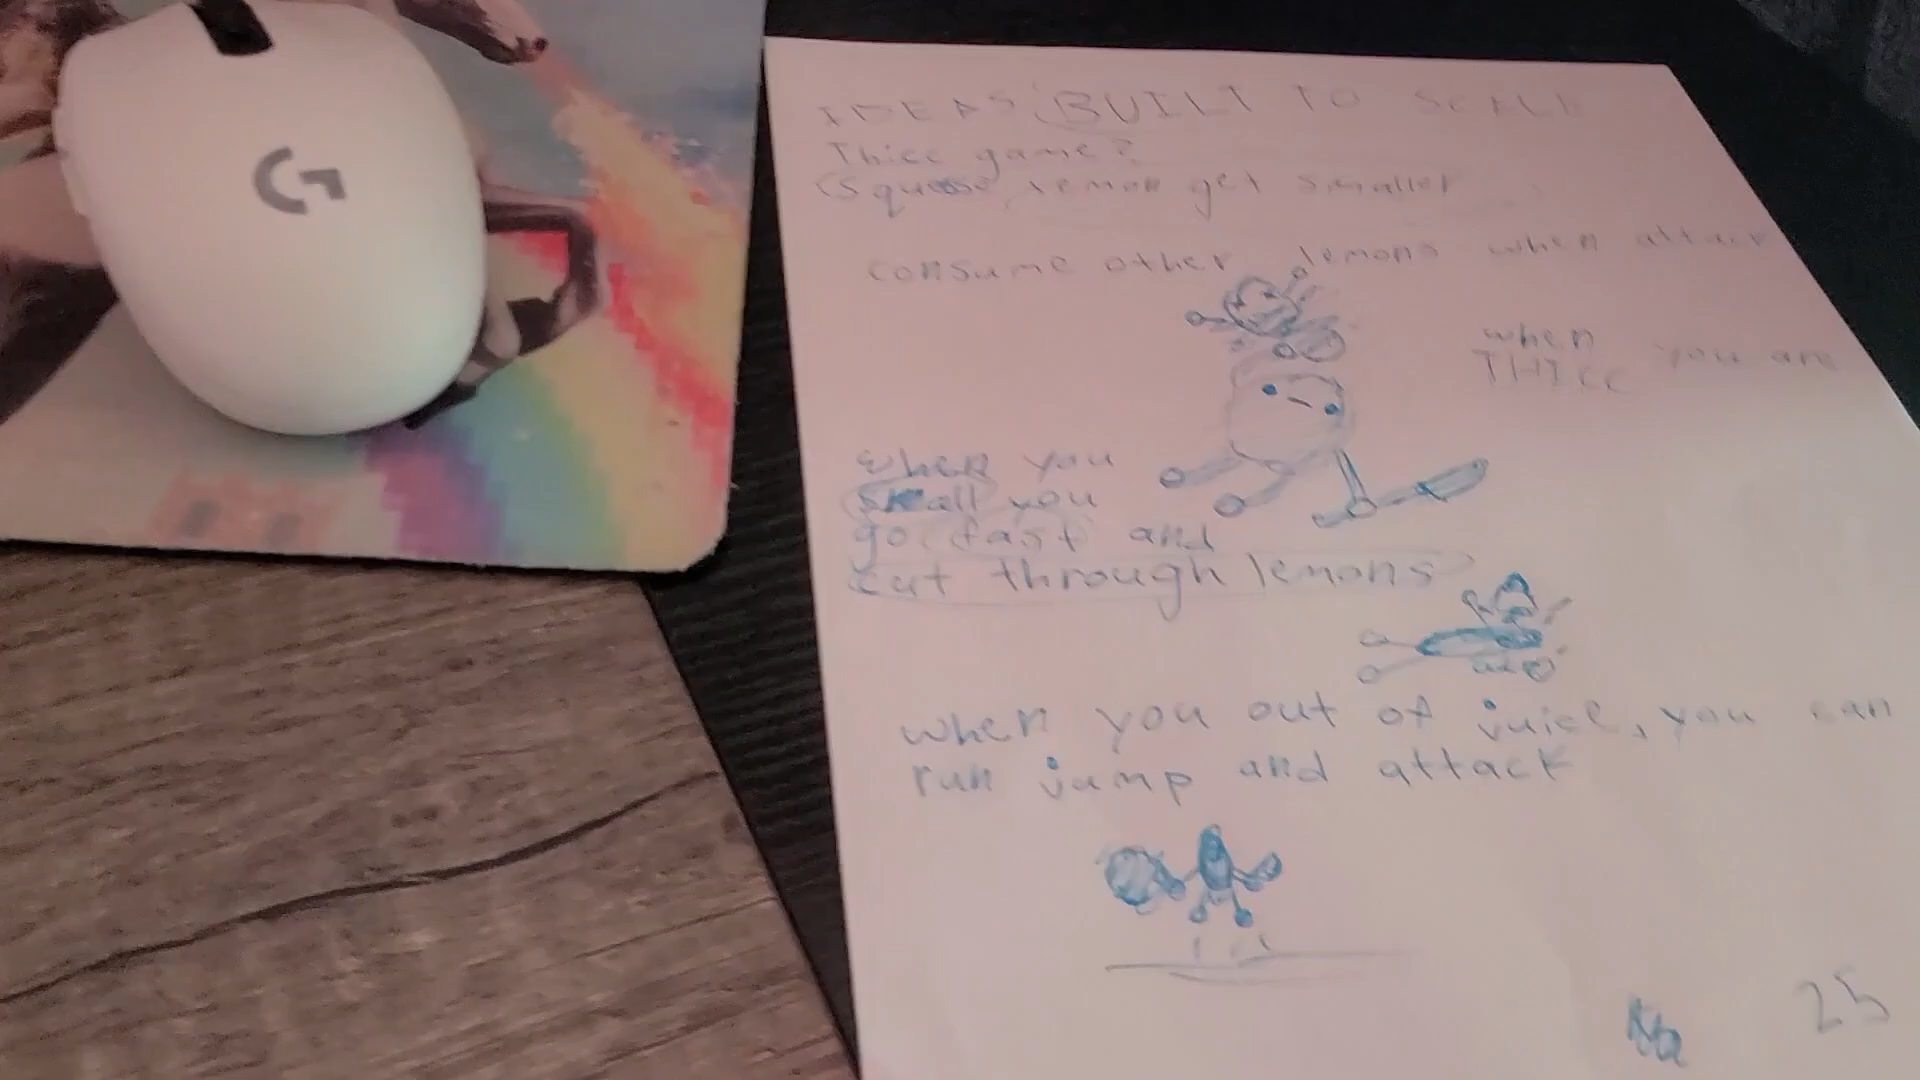 IDEAS BUILT TO SCALE
Thicc game?
(Squeese lemon get smaller
consume other lemons when attack
when you are
THICC
when you
small you
go fast and
cut through lemons
when you out of juice, you can
run jump and attack
25
G